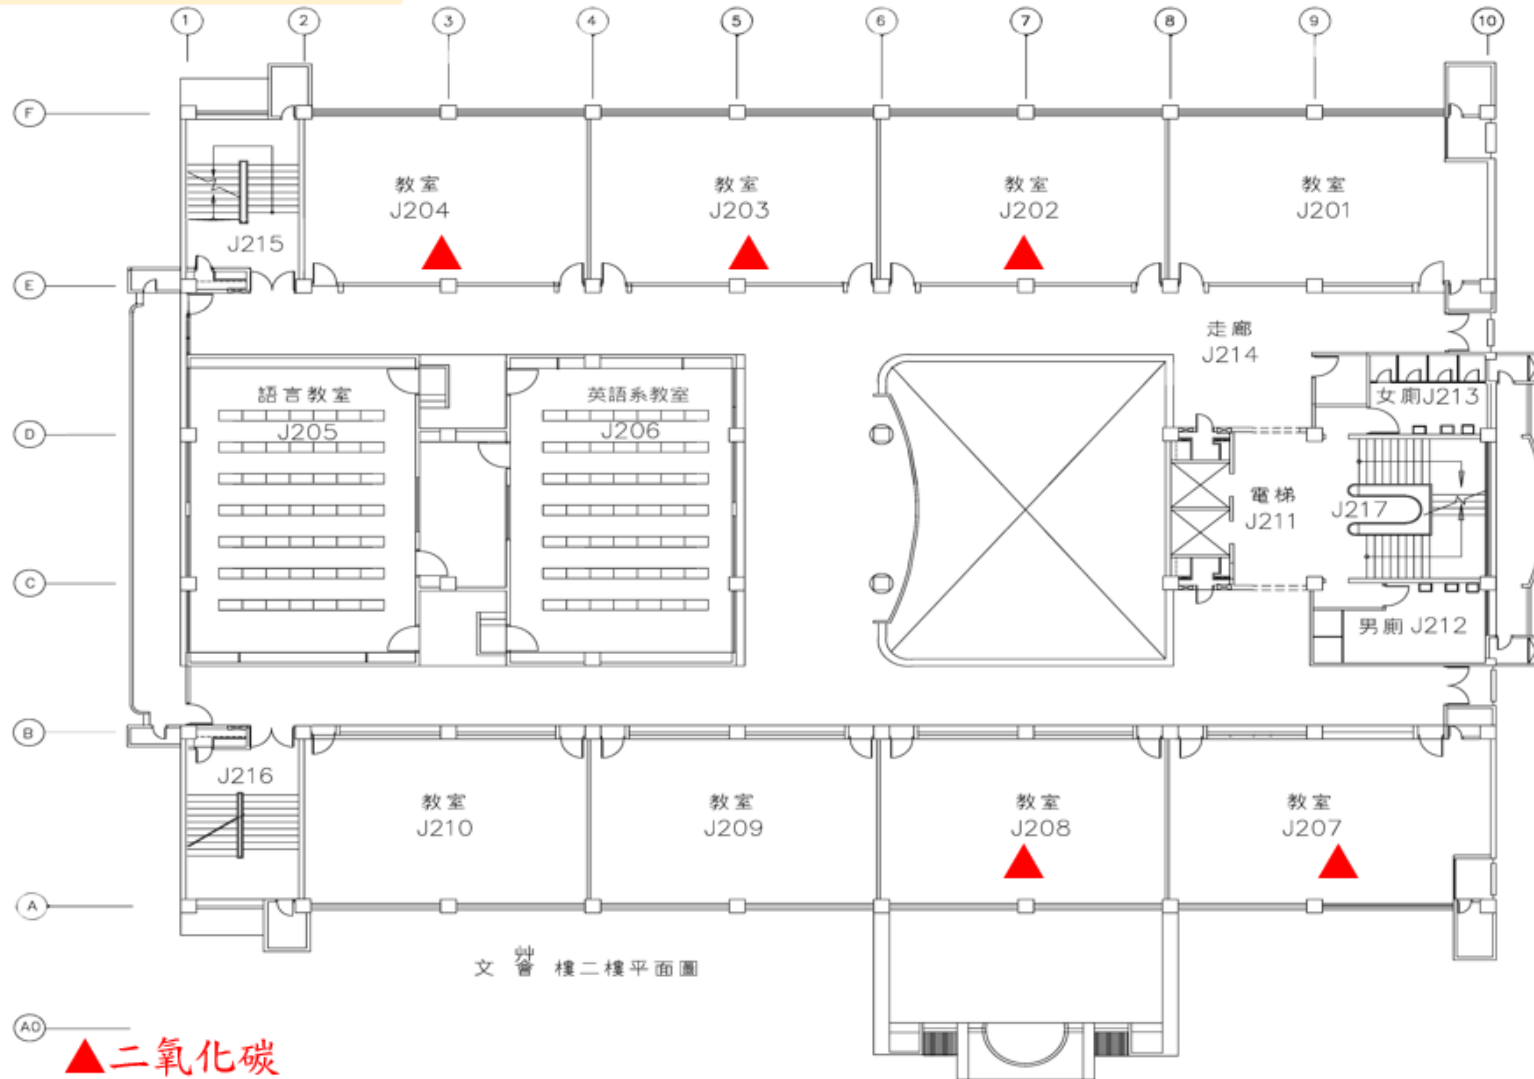 1 2 3 4 5 6 7 8 9 10
F
教室 J204
教室 J203
教室 J202
教室 J201
J215
E
走廊 J214
語言教室 J205
英語系教室 J206
女廁J213
D
電梯 J211
J217
C
男廁 J212
B
J216
教室 J210
教室 J209
教室 J208
教室 J207
A
文薈樓二樓平面圖
A0
二氧化碳